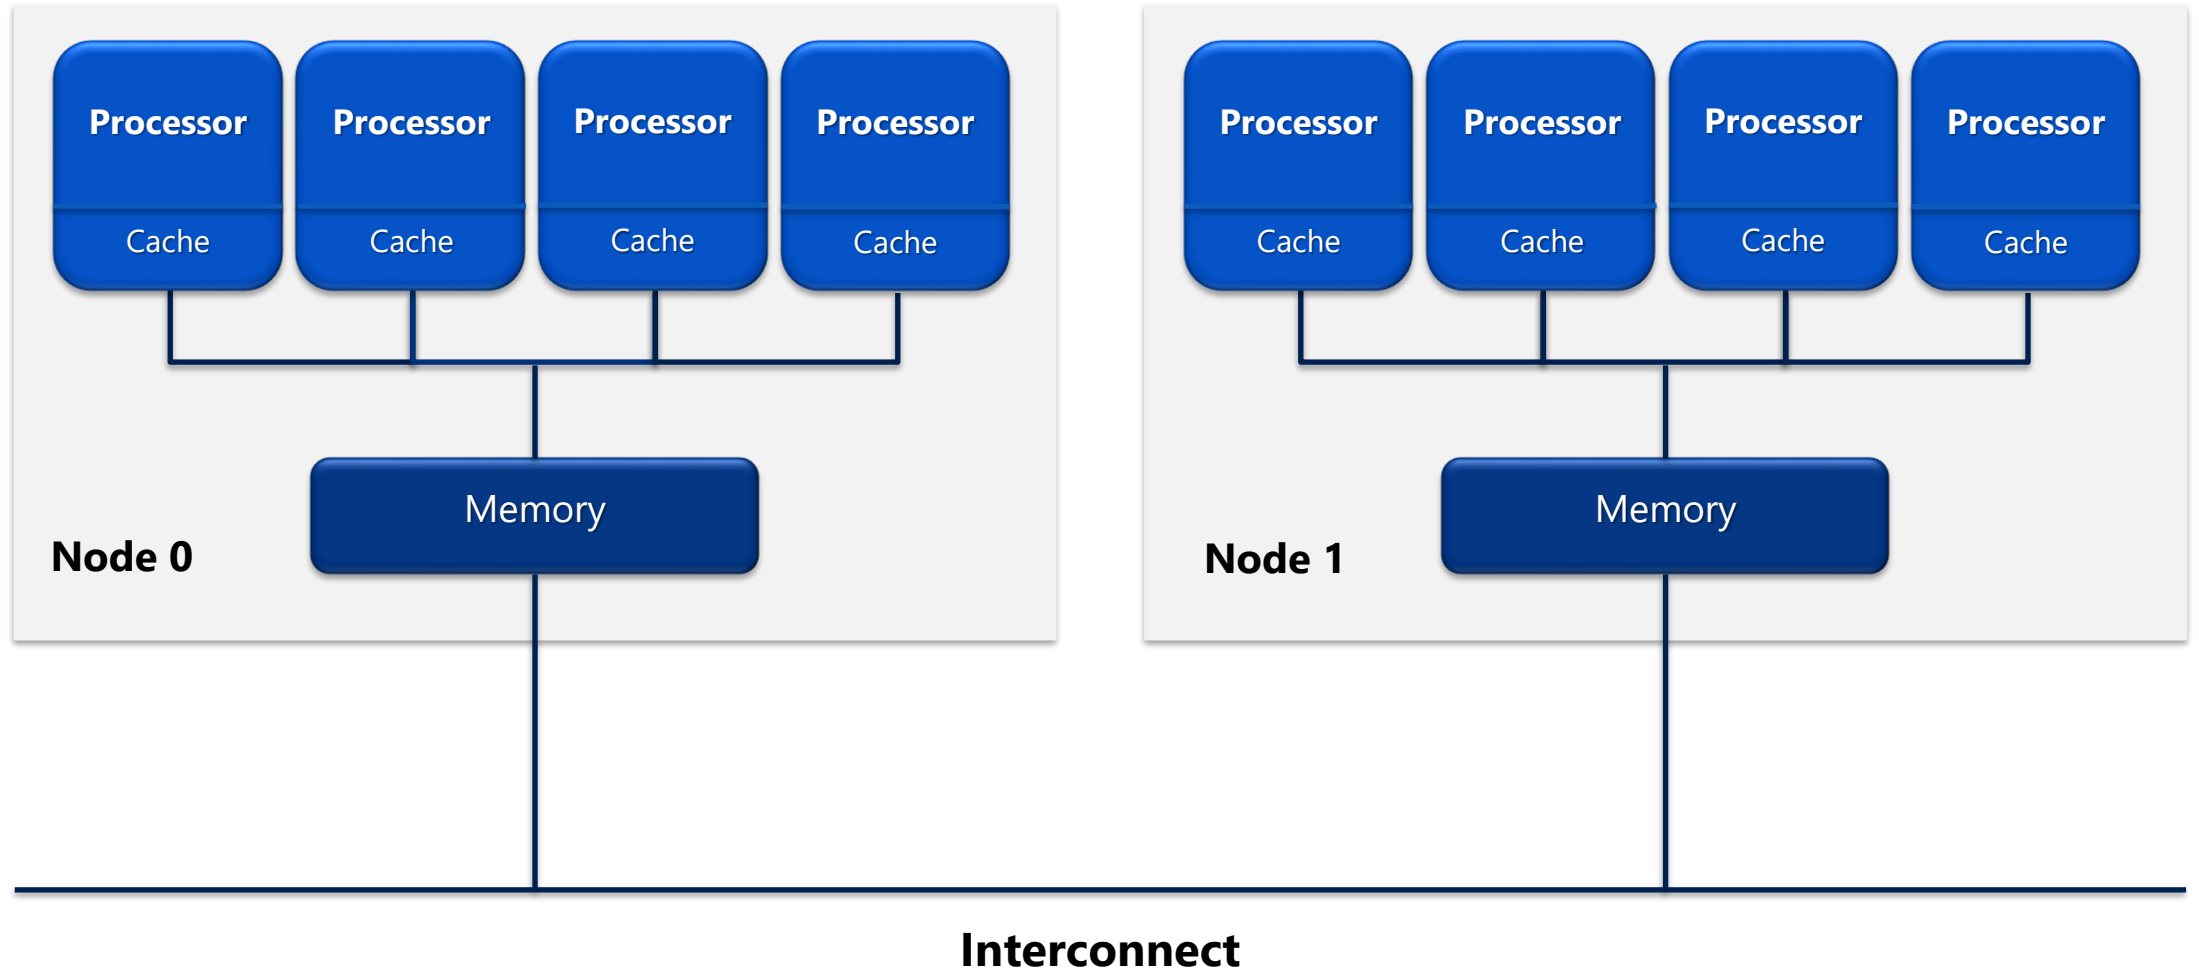 Processor Processor Processor Processor
Cache Cache Cache Cache
Memory
Node 0
Processor Processor Processor Processor
Cache Cache Cache Cache
Memory
Node 1
Interconnect